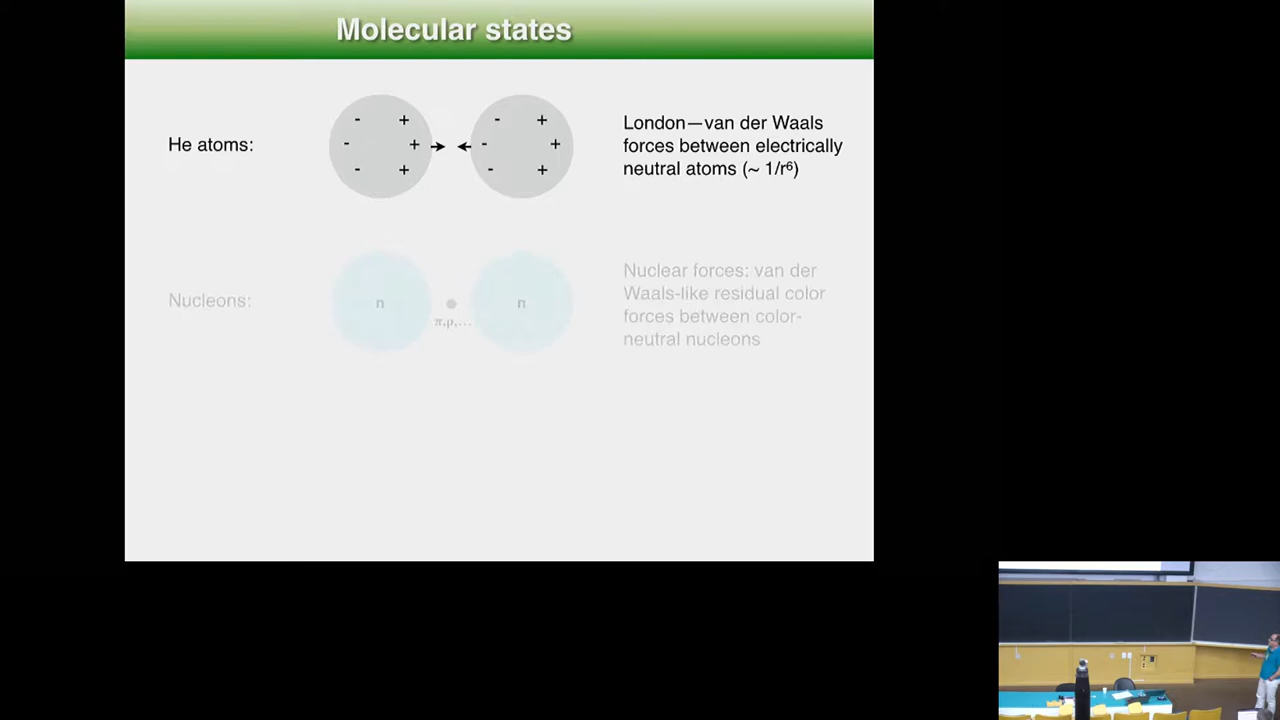 Molecular states
He atoms:
- + - +
- + - +
- + - +
London—van der Waals
forces between electrically
neutral atoms (~ 1/r⁶)
Nucleons:
n n
π,ρ,...
Nuclear forces: van der
Waals-like residual color
forces between color-
neutral nucleons